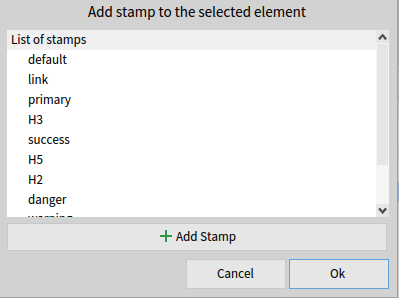 Add stamp to the selected element
List of stamps
default
link
primary
H3
success
H5
H2
danger
warning
Add Stamp
Cancel
Ok